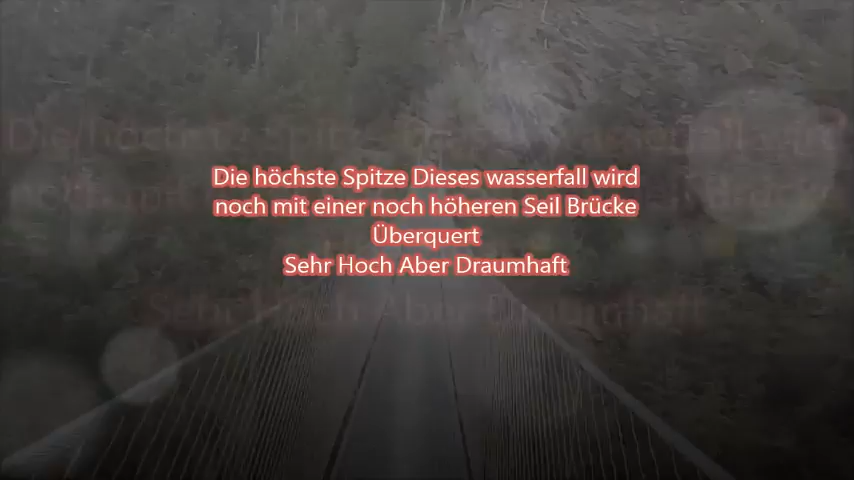 Die höchste Spitze Dieses wasserfall wird
noch mit einer noch höheren Seil Brücke
Überquert
Sehr Hoch Aber Draumhaft